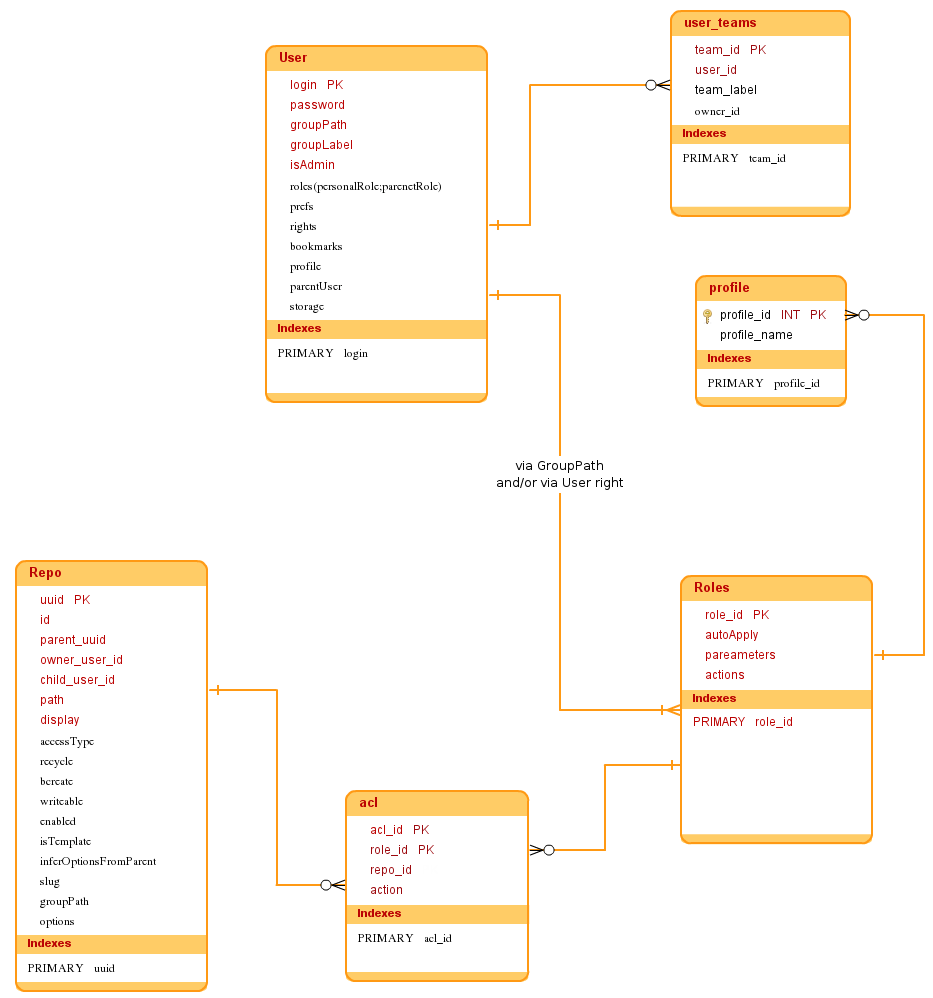 user_teams
team_id PK
user_id
team_label
owner_id
Indexes
PRIMARY team_id
User
login PK
password
groupPath
groupLabel
isAdmin
roles(personalRole;parenetRole)
prefs
rights
bookmarks
profile
parentUser
storage
Indexes
PRIMARY login
profile
profile_id INT PK
profile_name
Indexes
PRIMARY profile_id
via GroupPath
and/or via User right
Repo
uuid PK
id
parent_uuid
owner_user_id
child_user_id
path
display
accessType
recycle
bcreate
writeable
enabled
isTemplate
inferOptionsFromParent
slug
groupPath
options
Indexes
PRIMARY uuid
Roles
role_id PK
autoApply
pareameters
actions
Indexes
PRIMARY role_id
acl
acl_id PK
role_id PK
repo_id
action
Indexes
PRIMARY acl_id